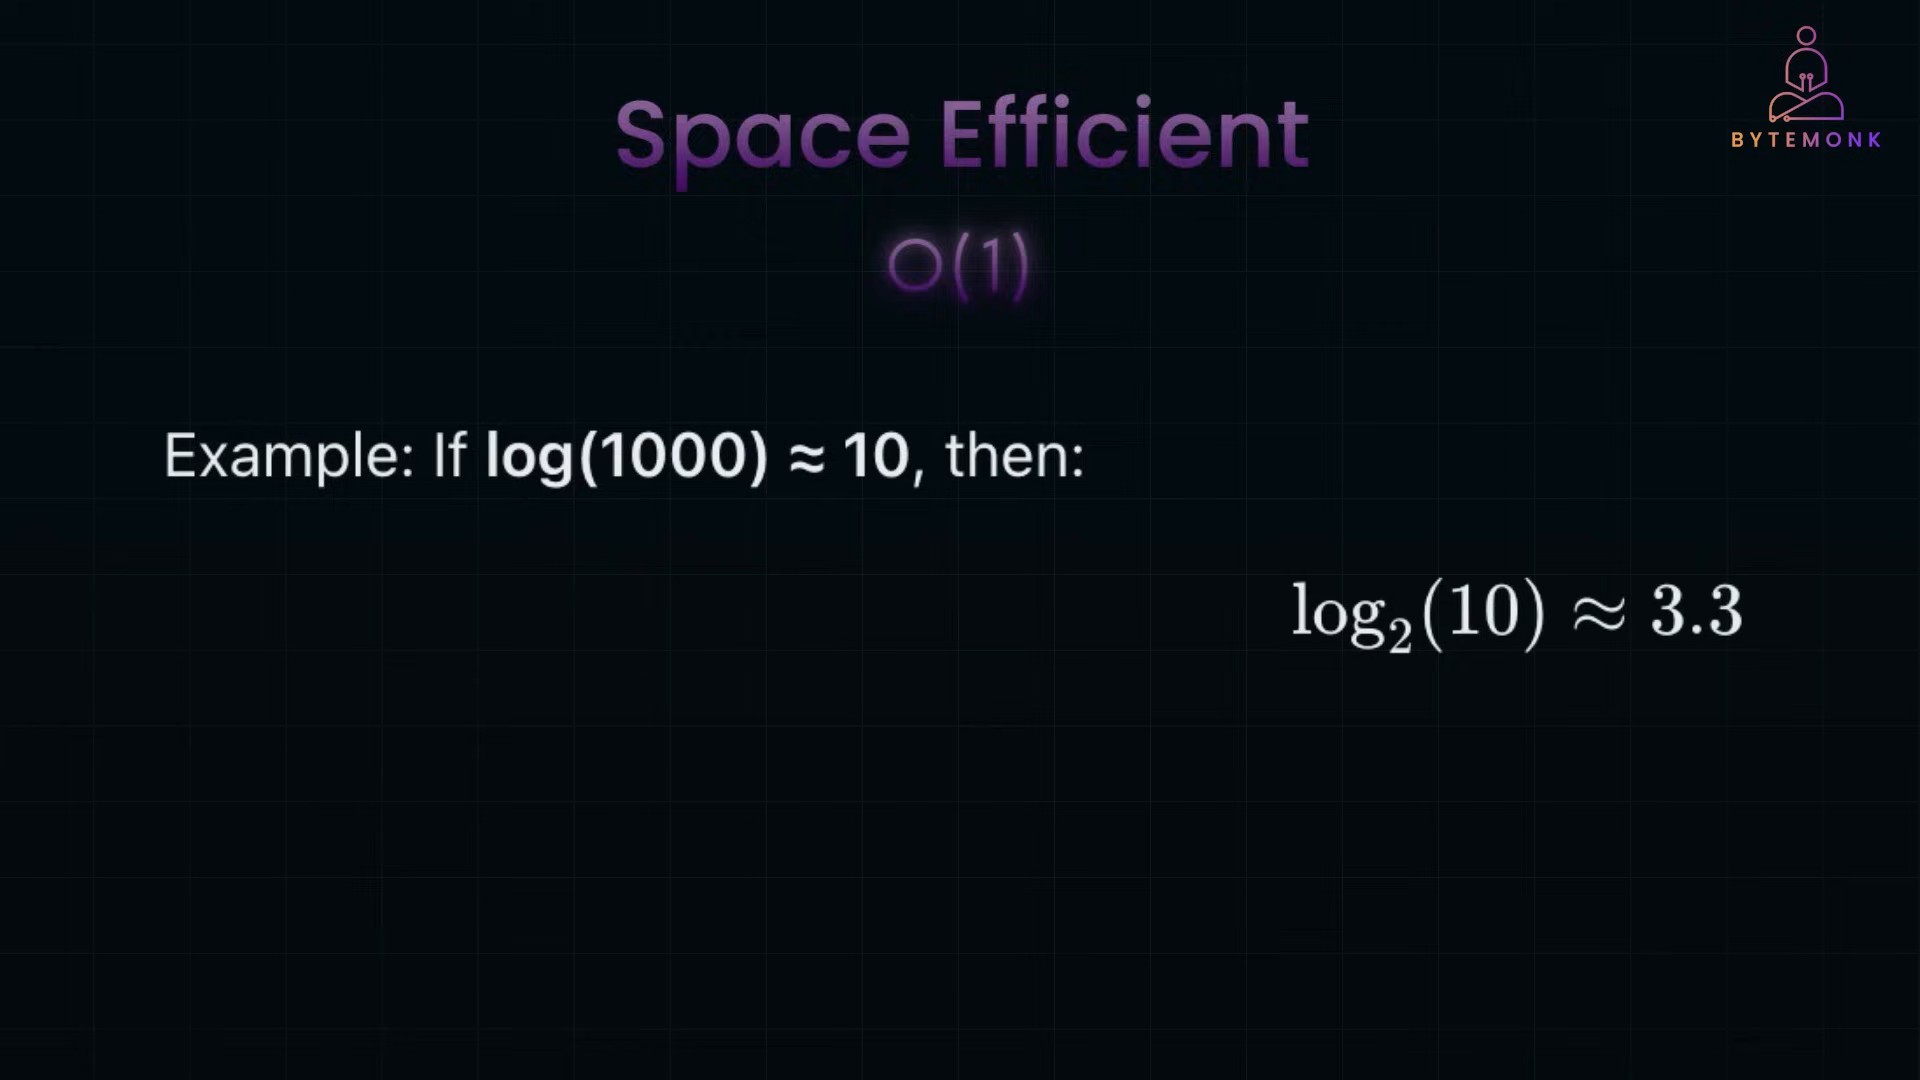 BYTEMONK
Space Efficient
O(1)
Example: If log(1000) ≈ 10, then:
log₂(10) ≈ 3.3